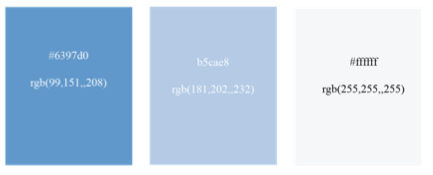 #6397d0
rgb(99,151,,208)
b5cae8
rgb(181,202,,232)
#ffffff
rgb(255,255,,255)